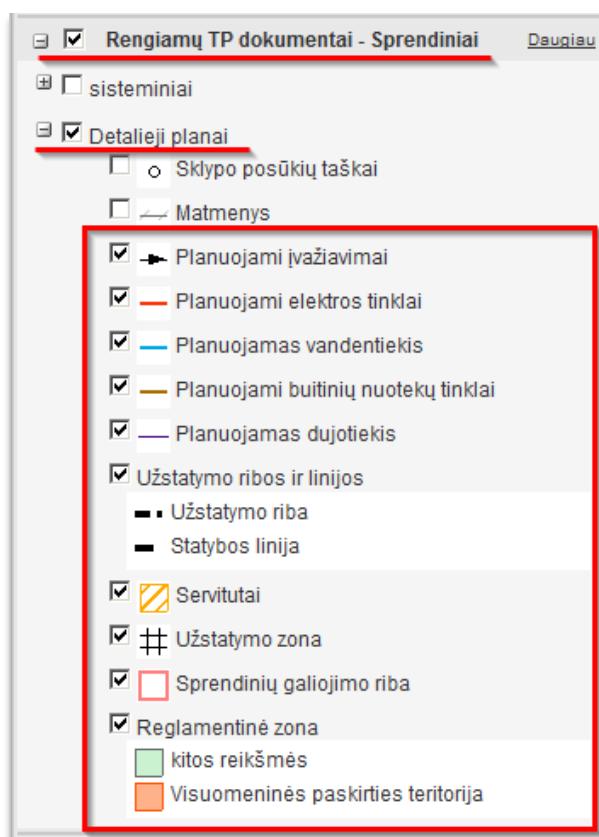 Rengiamų TP dokumentai - Sprendiniai Daugiau
sisteminiai
Detalieji planai
Sklypo posūkių taškai
Matmenys
Planuojami įvažiavimai
Planuojami elektros tinklai
Planuojamas vandentiekis
Planuojami buitinių nuotekų tinklai
Planuojamas dujotiekis
Užstatymo ribos ir linijos
Užstatymo riba
Statybos linija
Servitutai
Užstatymo zona
Sprendinių galiojimo riba
Reglamentinė zona
kitos reikšmės
Visuomeninės paskirties teritorija